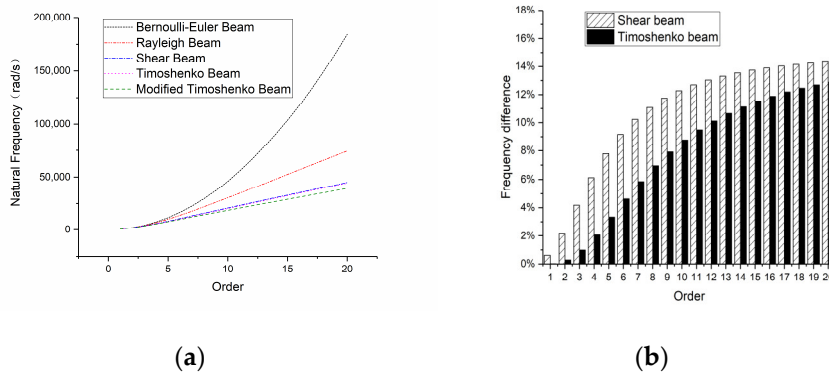 200,000
150,000
100,000
50,000
0
Natural Frequency (rad/s)
Bernoulli-Euler Beam
Rayleigh Beam
Shear Beam
Timoshenko Beam
Modified Timoshenko Beam
0 5 10 15 20
Order
(a)
18%
16%
14%
12%
10%
8%
6%
4%
2%
0%
Frequency difference
Shear beam
Timoshenko beam
1 2 3 4 5 6 7 8 9 10 11 12 13 14 15 16 17 18 19
Order
(b)